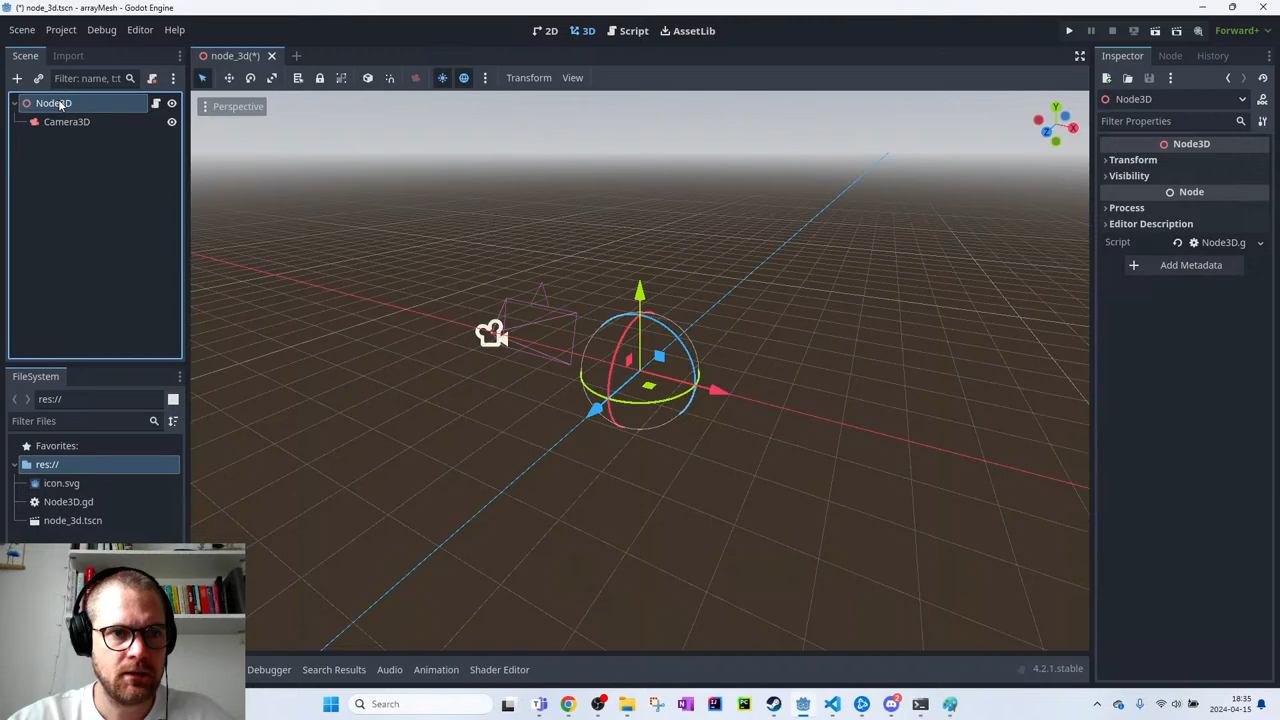 (*) node_3d.tscn - arrayMesh - Godot Engine
Scene Project Debug Editor Help
2D 3D Script AssetLib
Forward+
Scene Import
node_3d(*)
Inspector Node History
Filter: name, t:t
Transform View
Node3D
Camera3D
Perspective
Y
X
Z
Node3D
Filter Properties
Node3D
Transform
Visibility
Node
Process
Editor Description
Script Node3D.g
Add Metadata
FileSystem
res://
Filter Files
Favorites:
res://
icon.svg
Node3D.gd
node_3d.tscn
Debugger Search Results Audio Animation Shader Editor
4.2.1.stable
Search
2
18:35
2024-04-15